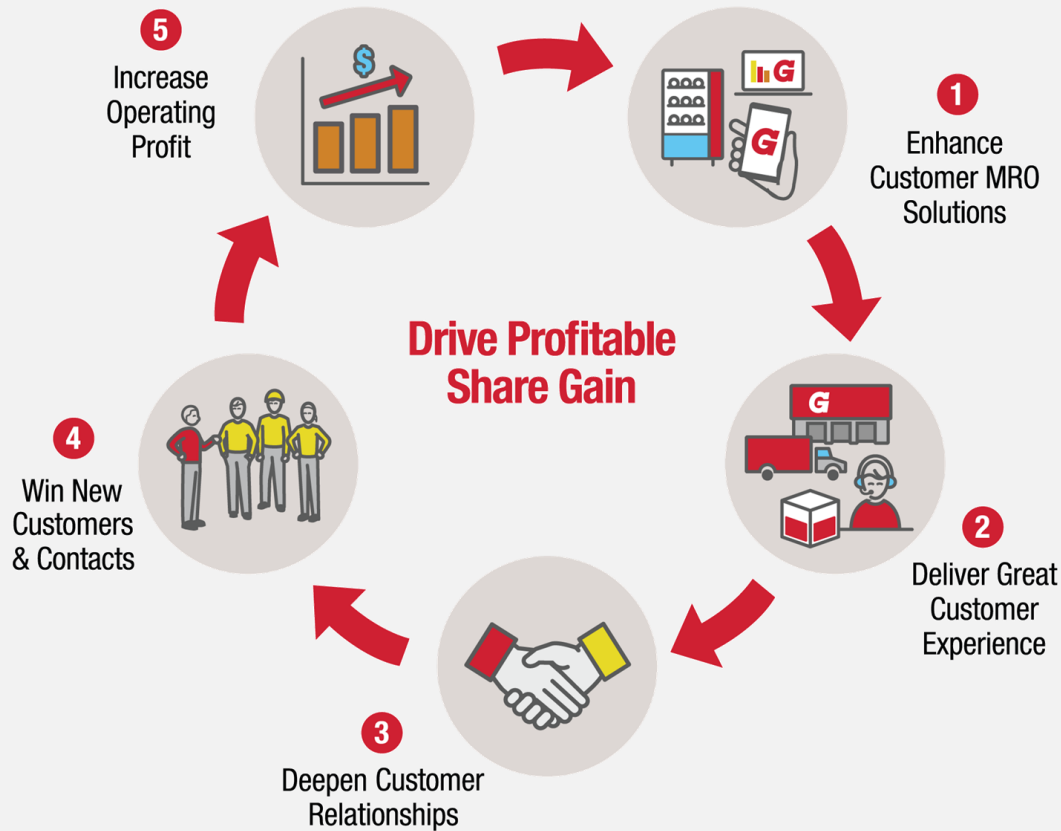 Drive Profitable
Share Gain
1
Enhance
Customer MRO
Solutions
G
G
2
Deliver Great
Customer
Experience
G
3
Deepen Customer
Relationships
4
Win New
Customers
& Contacts
5
Increase
Operating
Profit
$